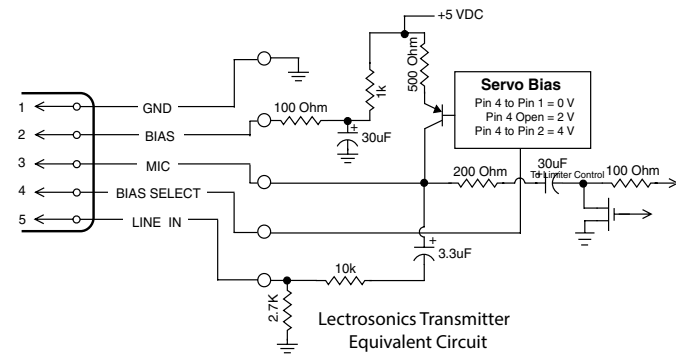 +5 VDC
500 Ohm
1k
Servo Bias
Pin 4 to Pin 1 = 0 V
Pin 4 Open = 2 V
Pin 4 to Pin 2 = 4 V
1
GND
100 Ohm
2
BIAS
+
30uF
3
MIC
200 Ohm
30uF
+
To Limiter Control
100 Ohm
4
BIAS SELECT
5
LINE IN
+
3.3uF
10k
2.7K
Lectrosonics Transmitter
Equivalent Circuit